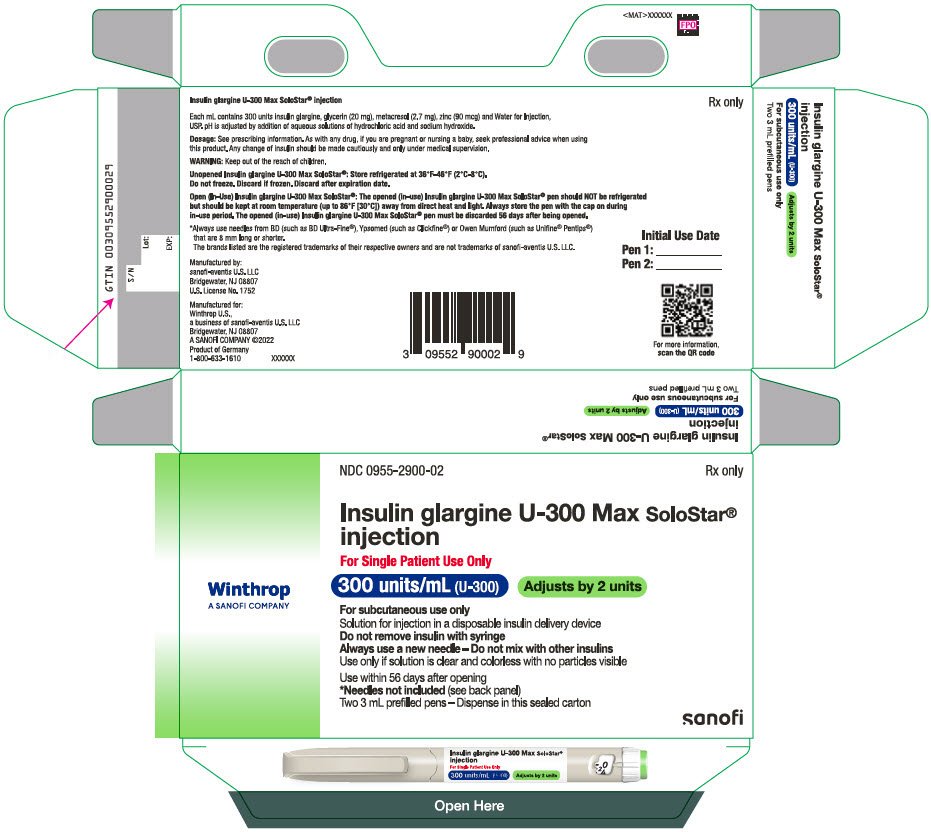 <MAT>XXXXXX
FPO
Insulin glargine U-300 Max SoloStar® injection
Rx only
Each mL contains 300 units insulin glargine, glycerin (20 mg), metacresol (2.7 mg), zinc (90 mcg) and Water for Injection,
USP. pH is adjusted by addition of aqueous solutions of hydrochloric acid and sodium hydroxide.
Dosage: See prescribing information. As with any drug, if you are pregnant or nursing a baby, seek professional advice when using
this product. Any change of insulin should be made cautiously and only under medical supervision.
WARNING: Keep out of the reach of children.
Unopened Insulin glargine U-300 Max SoloStar®: Store refrigerated at 36°F-46°F (2°C-8°C).
Do not freeze. Discard if frozen. Discard after expiration date.
Open (In-Use) Insulin glargine U-300 Max SoloStar®: The opened (in-use) Insulin glargine U-300 Max SoloStar® pen should NOT be refrigerated
but should be kept at room temperature (up to 86°F [30°C]) away from direct heat and light. Always store the pen with the cap on during
in-use period. The opened (in-use) Insulin glargine U-300 Max SoloStar® pen must be discarded 56 days after being opened.
*Always use needles from BD (such as BD Ultra-Fine®), Ypsomed (such as Clickfine®) or Owen Mumford (such as Unifine® Pentips®)
that are 8 mm long or shorter.
The brands listed are the registered trademarks of their respective owners and are not trademarks of sanofi-aventis U.S. LLC.
Manufactured by:
sanofi-aventis U.S. LLC
Bridgewater, NJ 08807
U.S. License No. 1752
Manufactured for:
Winthrop U.S.,
a business of sanofi-aventis U.S. LLC
Bridgewater, NJ 08807
A SANOFI COMPANY ©2022
Product of Germany
1-800-633-1610 XXXXXX
3 09552 90002 9
Initial Use Date
Pen 1:
Pen 2:
For more information,
scan the QR code
GTIN 00309552900029
S/N
Lot:
EXP:
Insulin glargine U-300 Max SoloStar®
injection
300 units/mL (U-300) Adjusts by 2 units
For subcutaneous use only
Two 3 mL prefilled pens
Insulin glargine U-300 Max SoloStar®
injection
300 units/mL (U-300) Adjusts by 2 units
For subcutaneous use only
Two 3 mL prefilled pens
NDC 0955-2900-02
Rx only
Insulin glargine U-300 Max SoloStar®
injection
For Single Patient Use Only
300 units/mL (U-300) Adjusts by 2 units
Winthrop
A SANOFI COMPANY
For subcutaneous use only
Solution for injection in a disposable insulin delivery device
Do not remove insulin with syringe
Always use a new needle – Do not mix with other insulins
Use only if solution is clear and colorless with no particles visible
Use within 56 days after opening
*Needles not included (see back panel)
Two 3 mL prefilled pens – Dispense in this sealed carton
sanofi
Insulin glargine U-300 Max SoloStar®
injection
For Single Patient Use Only
300 units/mL (U-300) Adjusts by 2 units
Open Here